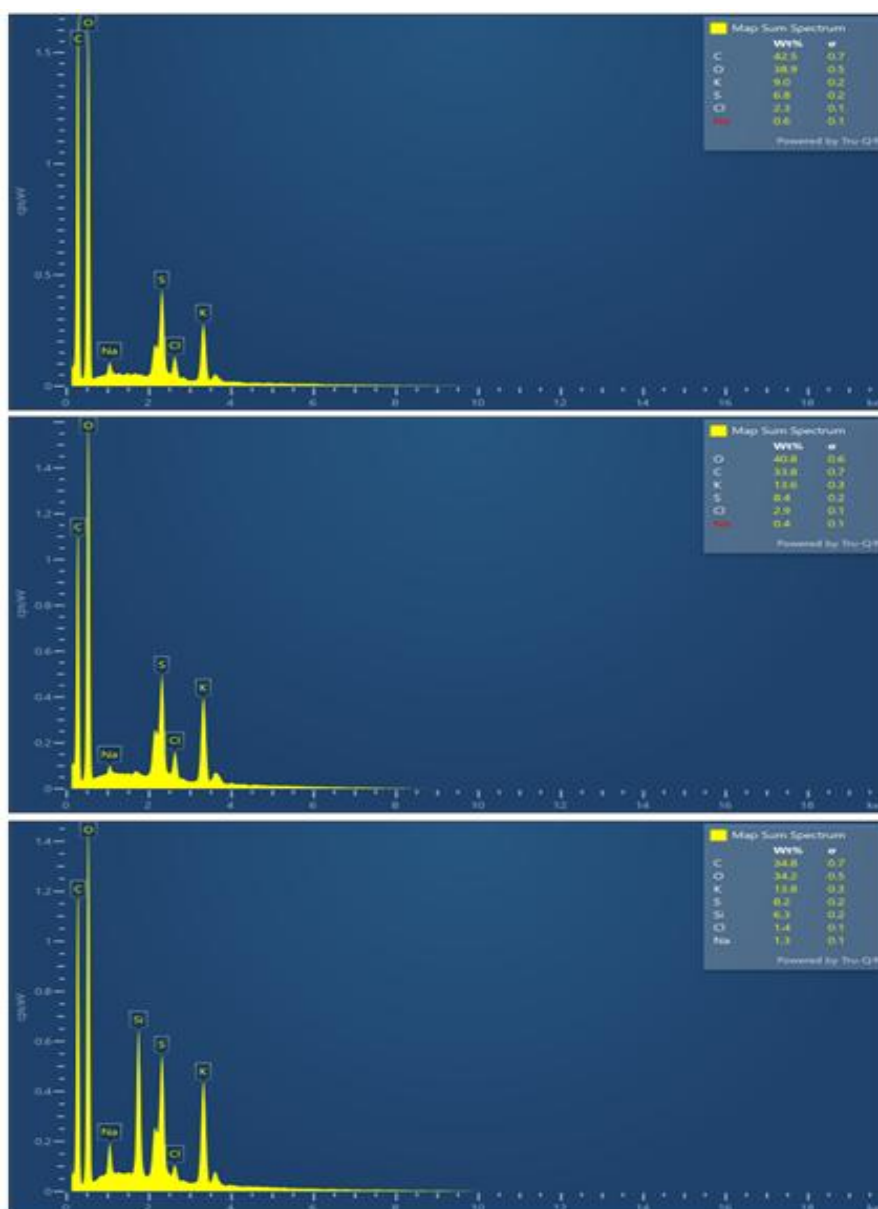 Map Sum Spectrum
Wt% σ
C 42.5 0.7
O 38.9 0.5
K 9.0 0.2
S 6.8 0.2
Cl 2.3 0.1
Na 0.6 0.1
Powered by Tru-Q®
C O Na S Cl K
1.5
1
0.5
0
0 2 4 6 8 10 12 14 16 18
Map Sum Spectrum
Wt% σ
O 40.8 0.6
C 33.8 0.7
K 13.6 0.3
S 8.4 0.2
Cl 2.9 0.1
Na 0.4 0.1
Powered by Tru-Q®
C O Na S Cl K
1.4
1.2
1
0.8
0.6
0.4
0.2
0
0 2 4 6 8 10 12 14 16 18
Map Sum Spectrum
Wt% σ
C 34.8 0.7
O 34.2 0.5
K 13.8 0.3
S 8.2 0.2
Si 6.3 0.2
Cl 1.4 0.1
Na 1.3 0.1
Powered by Tru-Q®
C O Na Si S Cl K
1.4
1.2
1
0.8
0.6
0.4
0.2
0
0 2 4 6 8 10 12 14 16 18